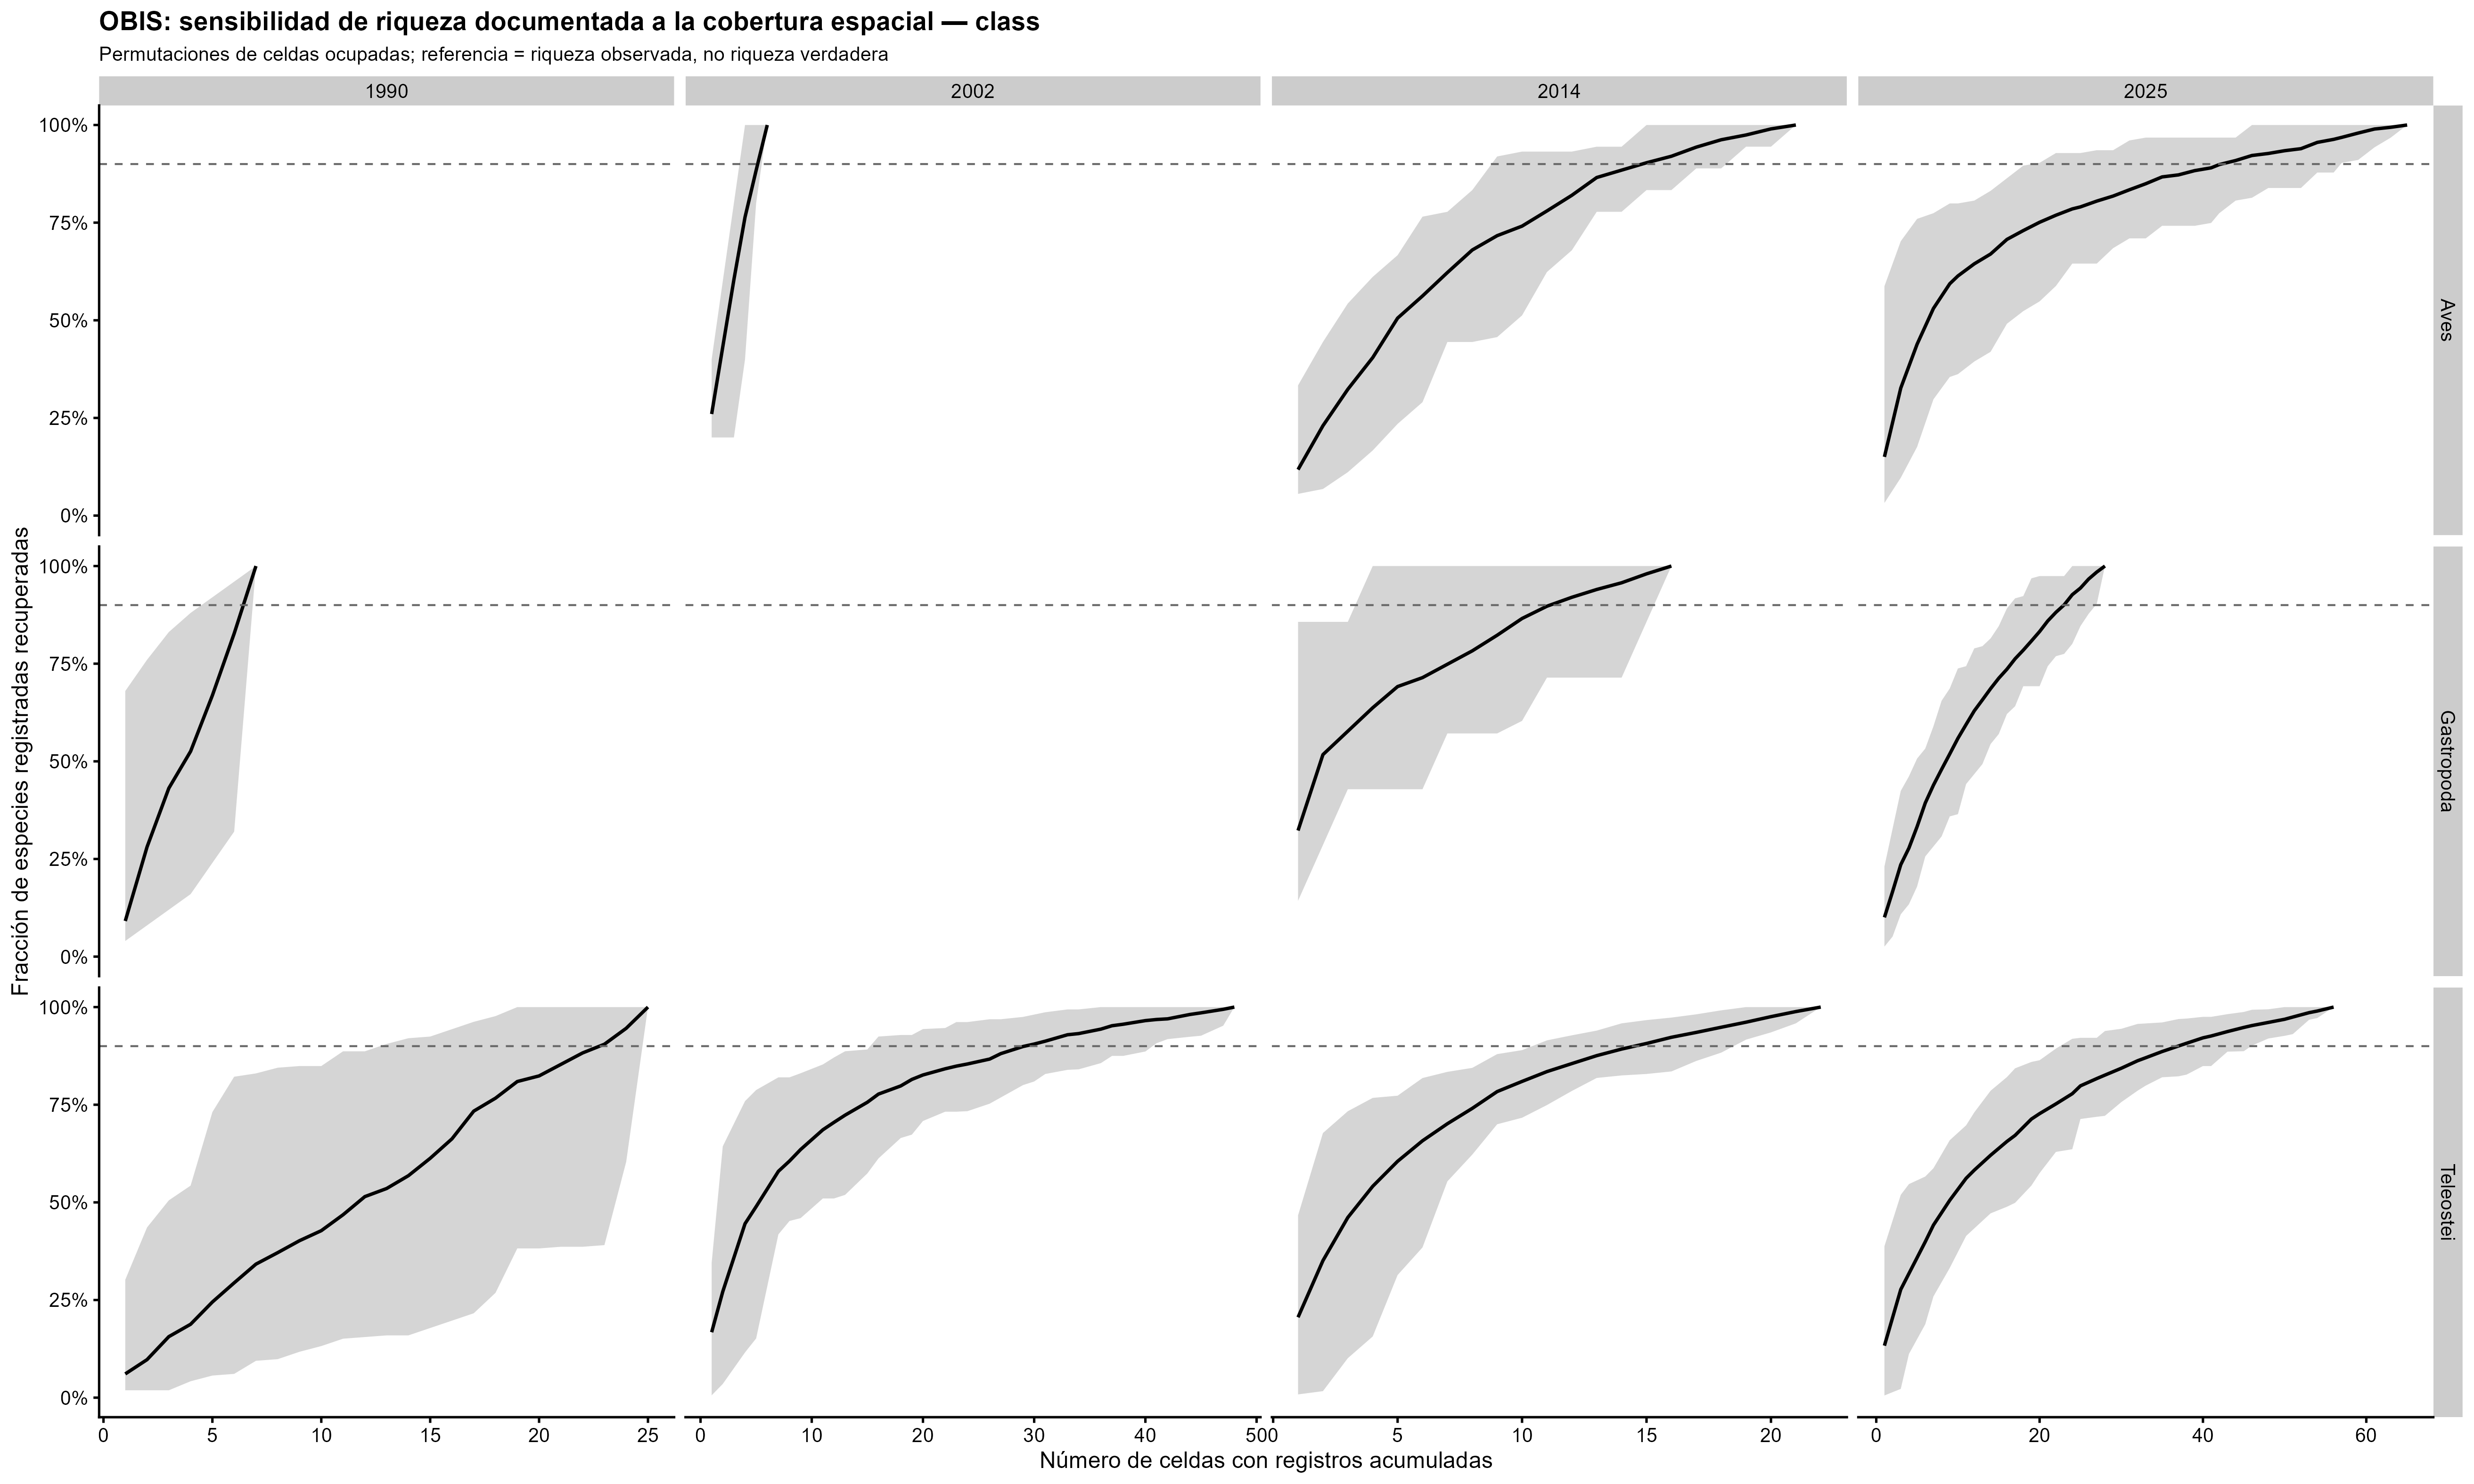 OBIS: sensibilidad de riqueza documentada a la cobertura espacial — class
Permutaciones de celdas ocupadas; referencia = riqueza observada, no riqueza verdadera
1990 2002 2014 2025
Fracción de especies registradas recuperadas
100%
75%
50%
25%
0%
Aves
100%
75%
50%
25%
0%
Gastropoda
100%
75%
50%
25%
0%
Teleostei
0 5 10 15 20 25 0 10 20 30 40 50 0 5 10 15 20 0 20 40 60
Número de celdas con registros acumuladas